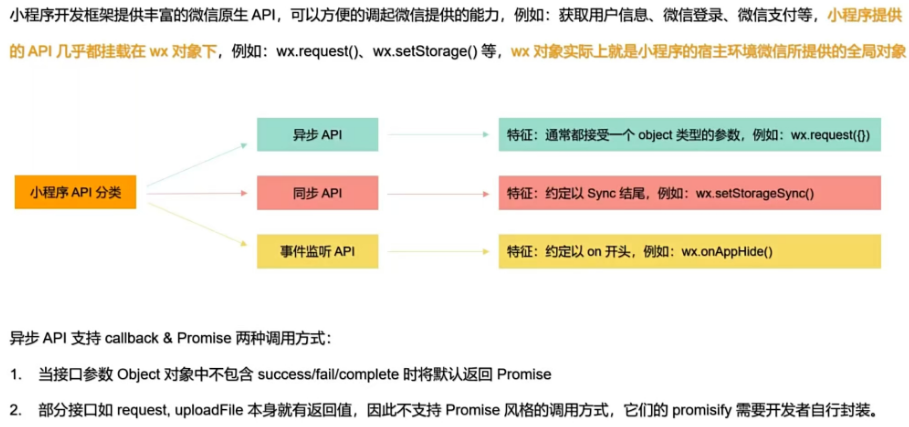 小程序开发框架提供丰富的微信原生 API，可以方便的调起微信提供的能力，例如：获取用户信息、微信登录、微信支付等，小程序提供
的 API 几乎都挂载在 wx 对象下，例如：wx.request()、wx.setStorage() 等，wx 对象实际上就是小程序的宿主环境微信所提供的全局对象
异步 API
特征：通常都接受一个 object 类型的参数，例如：wx.request({})
小程序 API 分类
同步 API
特征：约定以 Sync 结尾，例如：wx.setStorageSync()
事件监听 API
特征：约定以 on 开头，例如：wx.onAppHide()
异步 API 支持 callback & Promise 两种调用方式：
1. 当接口参数 Object 对象中不包含 success/fail/complete 时将默认返回 Promise
2. 部分接口如 request, uploadFile 本身就有返回值，因此不支持 Promise 风格的调用方式，它们的 promisify 需要开发者自行封装。